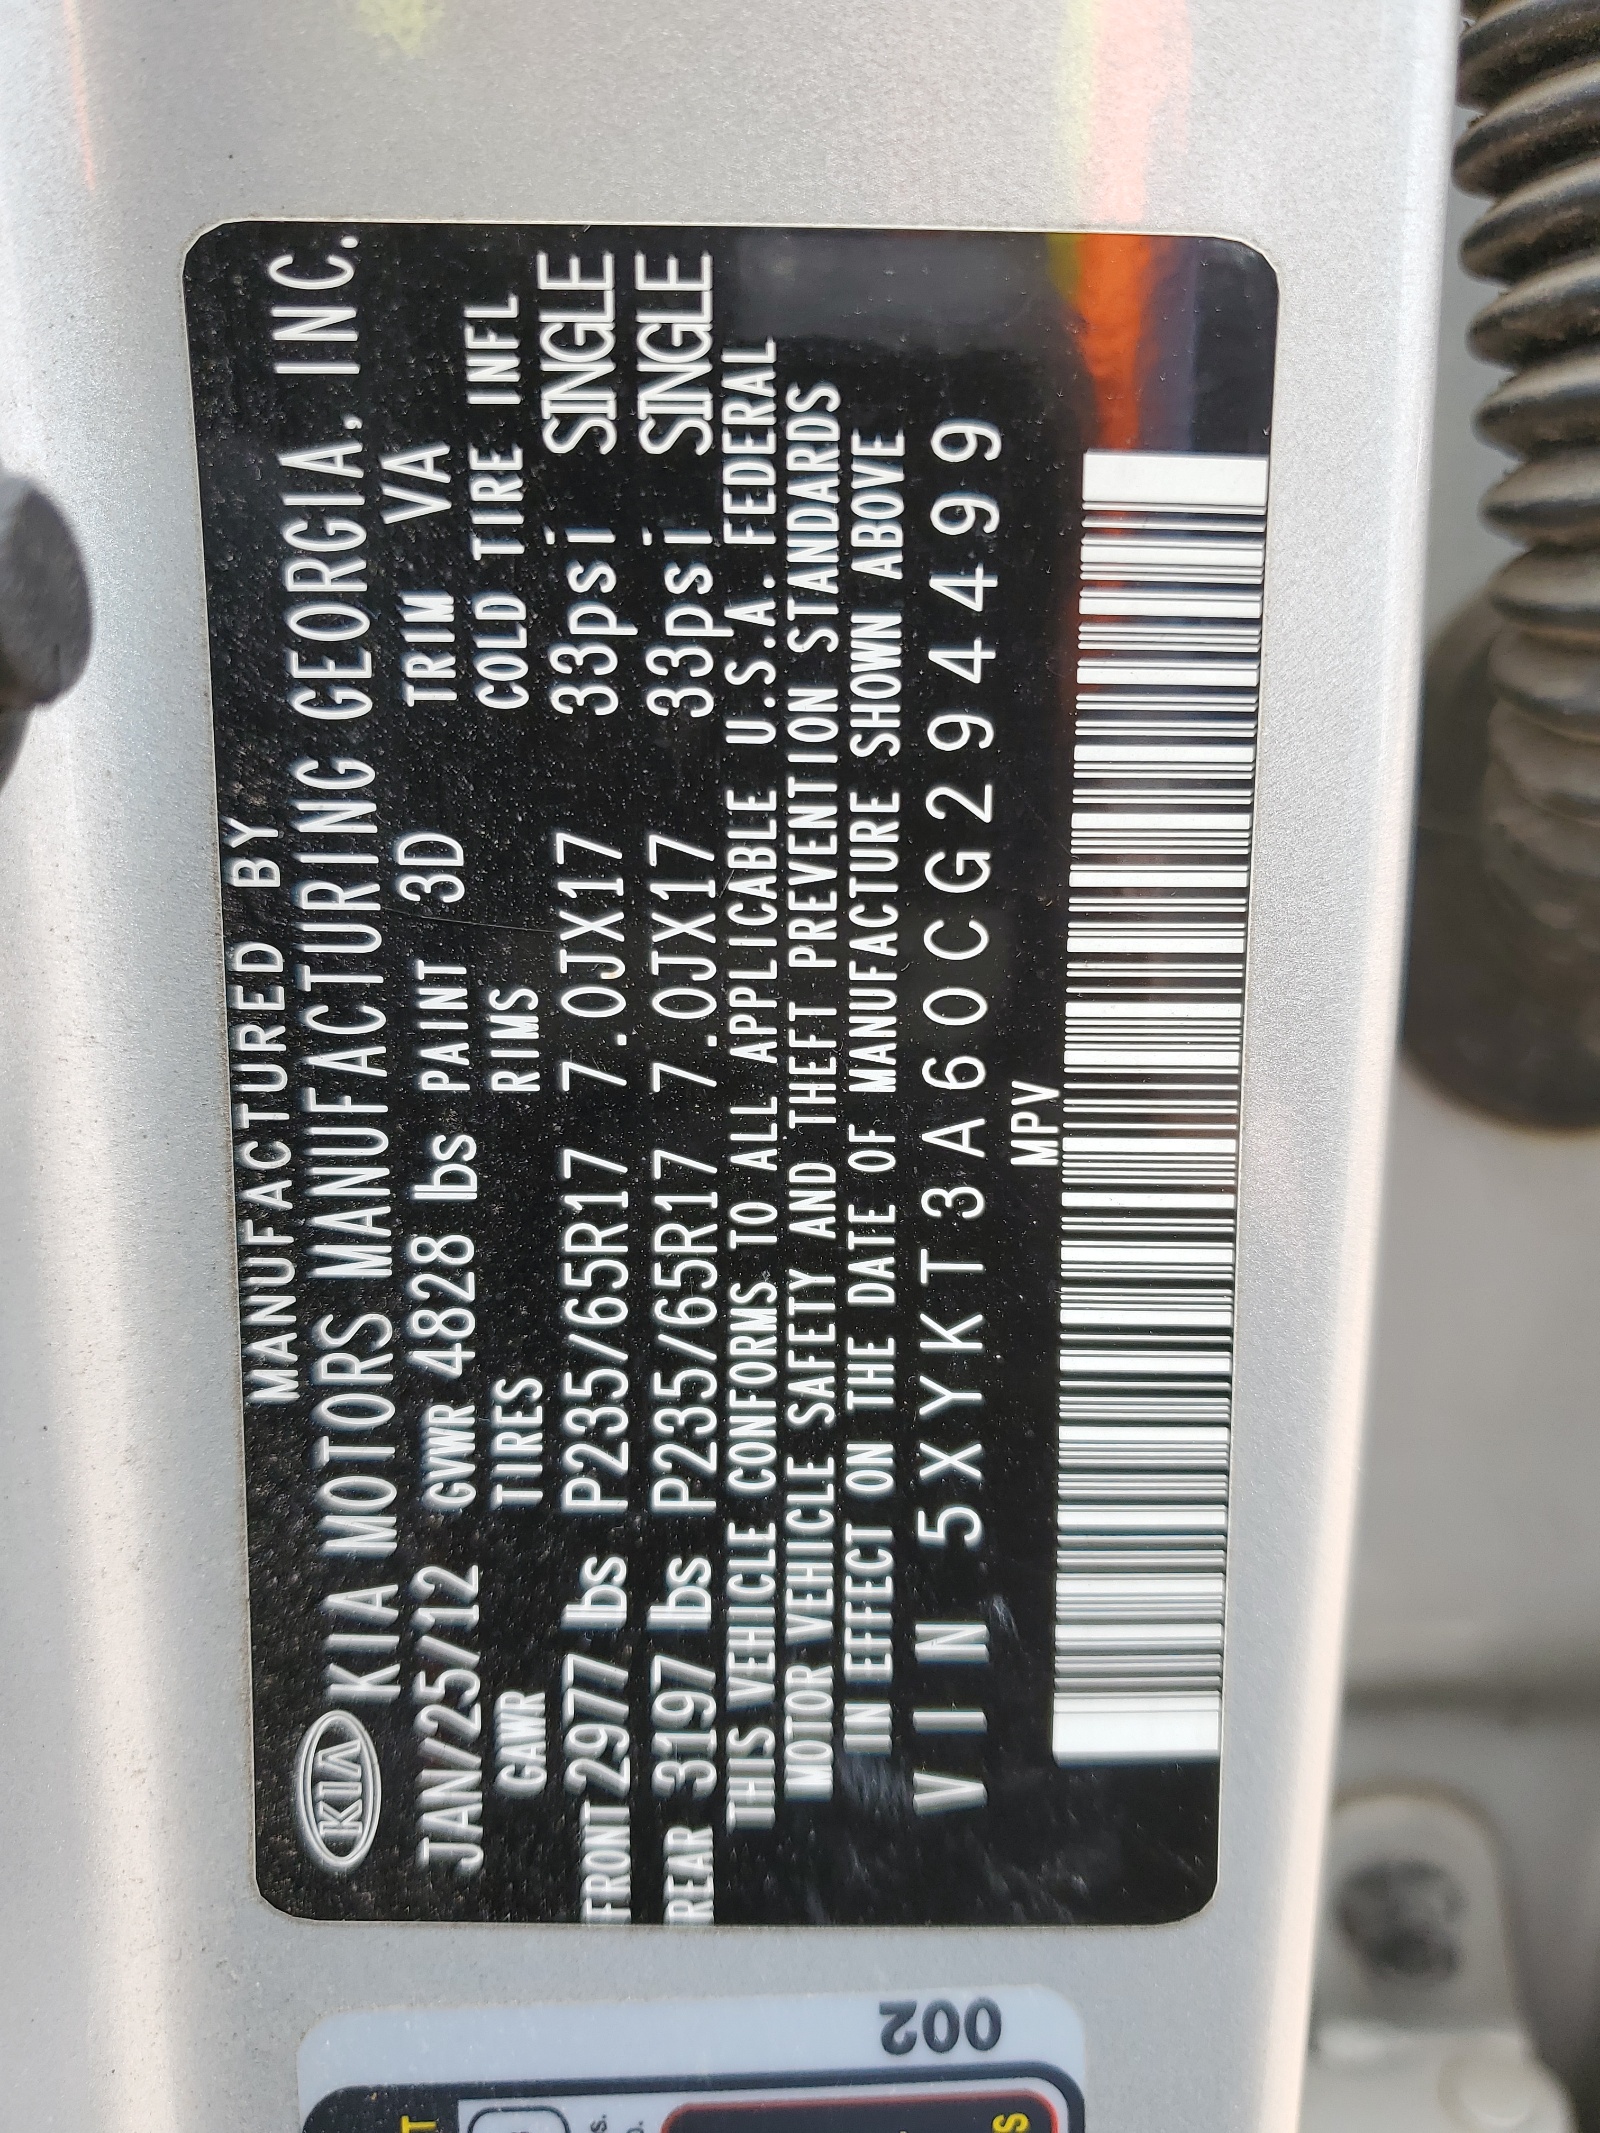 MANUFACTURED BY
KIA KIA MOTORS MANUFACTURING GEORGIA, INC.
JAN/25/12 GVWR 4828 lbs PAINT 3D TRIM VA
GAWR TIRES RIMS COLD TIRE INFL
FRONT 2977 lbs P235/65R17 7.0JX17 33psi SINGLE
REAR 3197 lbs P235/65R17 7.0JX17 33psi SINGLE
THIS VEHICLE CONFORMS TO ALL APPLICABLE U.S.A. FEDERAL
MOTOR VEHICLE SAFETY AND THEFT PREVENTION STANDARDS
IN EFFECT ON THE DATE OF MANUFACTURE SHOWN ABOVE
VIN 5XYKT3A60CG294499
MPV
002